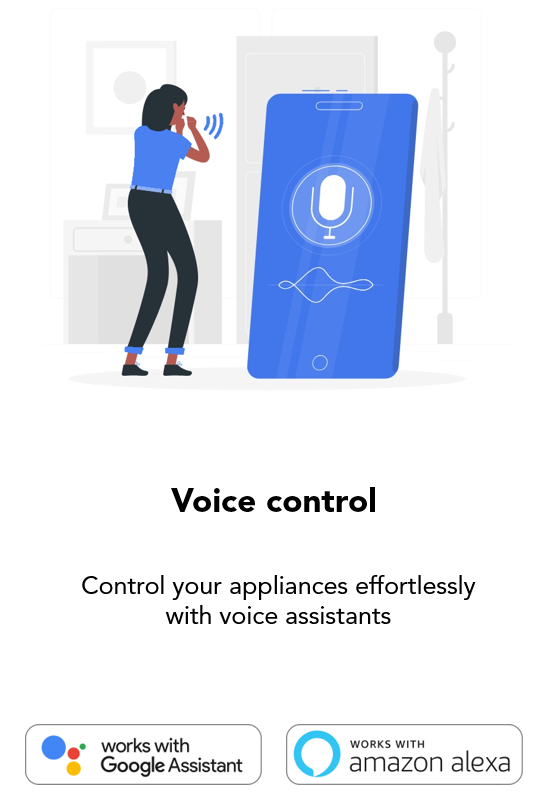 Voice control
Control your appliances effortlessly
with voice assistants
works with
Google Assistant
WORKS WITH
amazon alexa